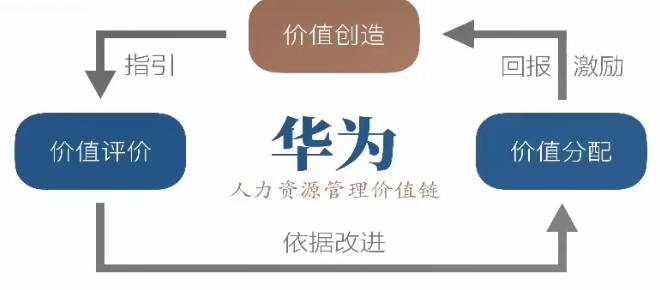 价值创造
指引
回报 激励
价值评价
华为
价值分配
人力资源管理价值链
依据改进